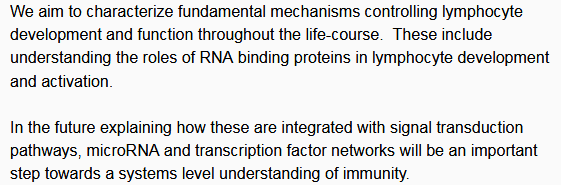 We aim to characterize fundamental mechanisms controlling lymphocyte
development and function throughout the life-course.  These include
understanding the roles of RNA binding proteins in lymphocyte development
and activation.

In the future explaining how these are integrated with signal transduction
pathways, microRNA and transcription factor networks will be an important
step towards a systems level understanding of immunity.